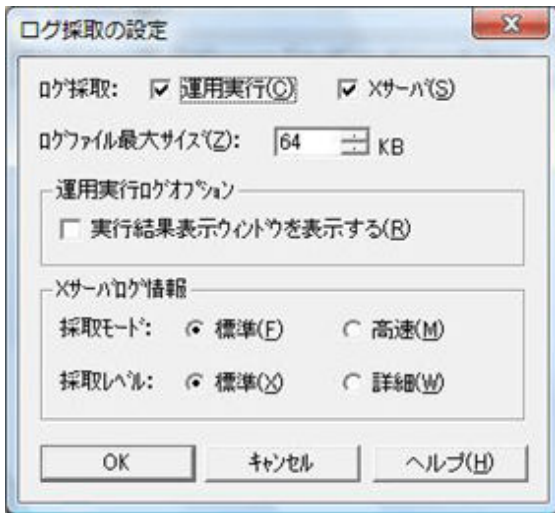 ログ採取の設定
ﾛｸﾞ採取: 運用実行(C) Xｻｰﾊﾞ(S)
ﾛｸﾞﾌｧｲﾙ最大ｻｲｽﾞ(Z): 64 KB
運用実行ﾛｸﾞｵﾌﾟｼｮﾝ
実行結果表示ｳｨﾝﾄﾞｳを表示する(R)
Xｻｰﾊﾞﾛｸﾞ情報
採取ﾓｰﾄﾞ: 標準(F) 高速(M)
採取ﾚﾍﾞﾙ: 標準(X) 詳細(W)
OK ｷｬﾝｾﾙ ヘルプ(H)